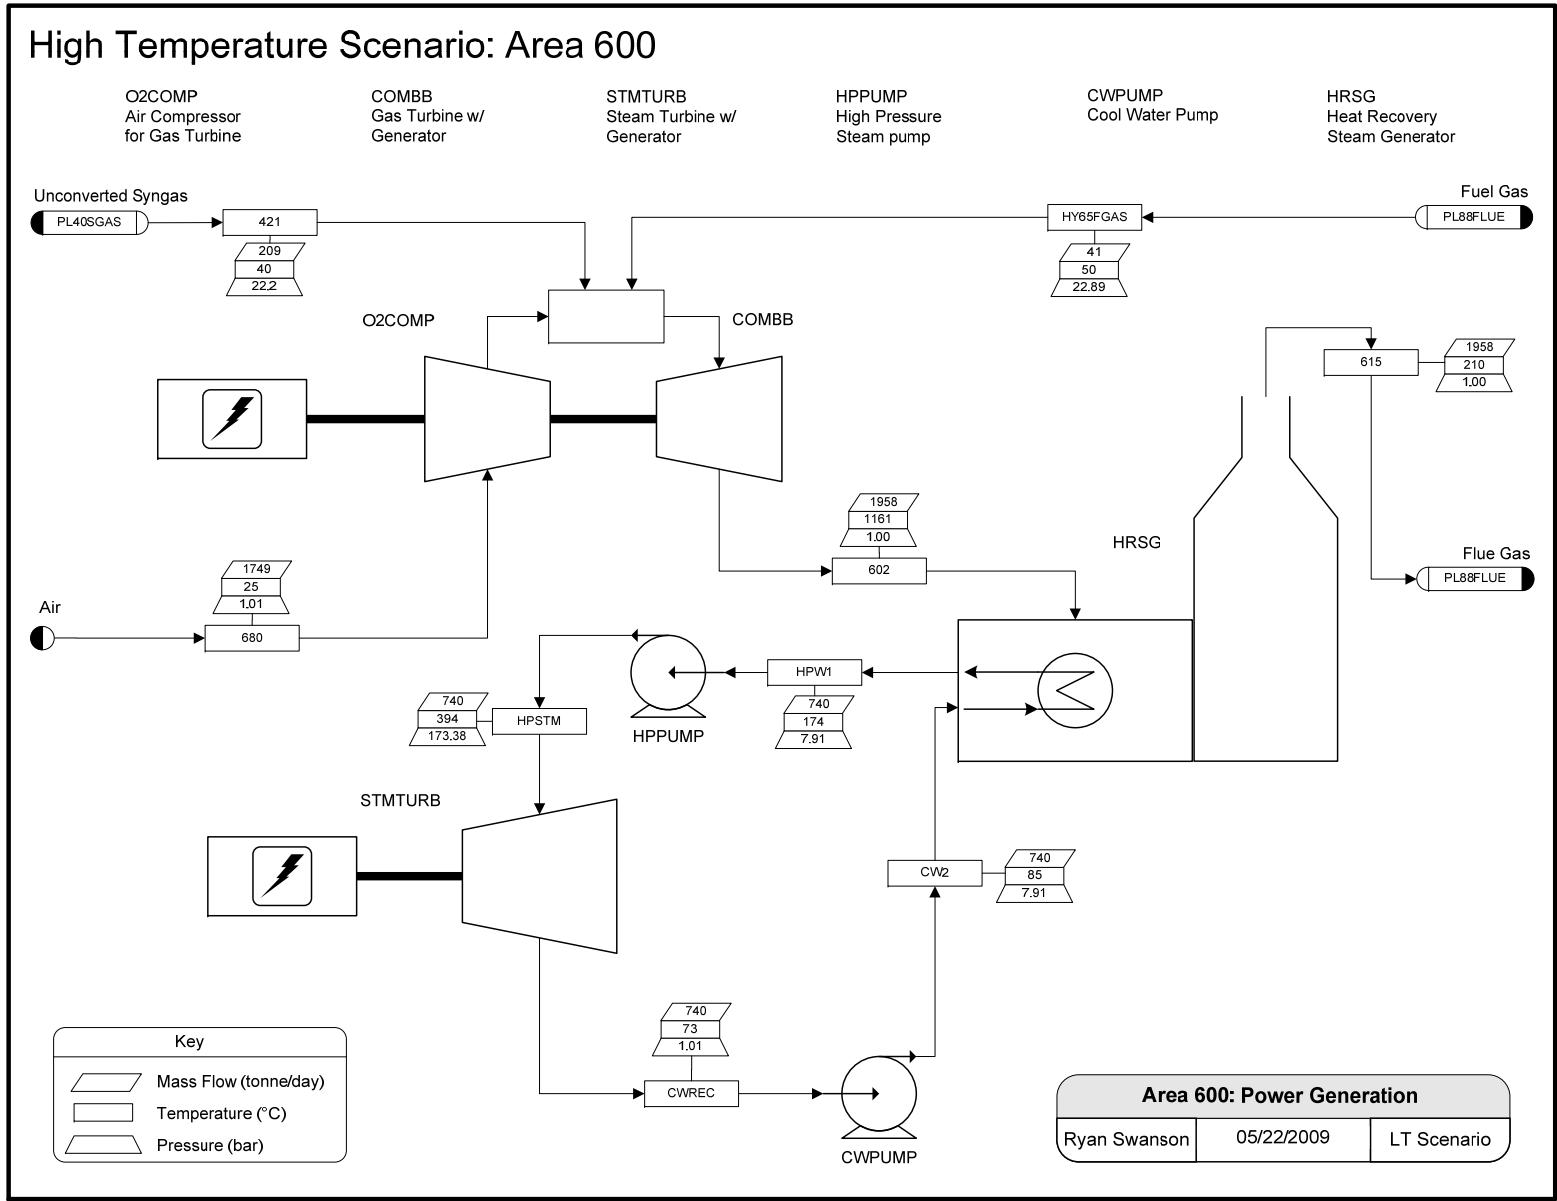 High Temperature Scenario: Area 600
O2COMP
Air Compressor
for Gas Turbine
COMBB
Gas Turbine w/
Generator
STMTURB
Steam Turbine w/
Generator
HPPUMP
High Pressure
Steam pump
CWPUMP
Cool Water Pump
HRSG
Heat Recovery
Steam Generator
Unconverted Syngas
PL40SGAS
421
209
40
22.2
Fuel Gas
PL88FLUE
HY65FGAS
41
50
22.89
O2COMP
COMBB
615
1958
210
1.00
1958
1161
1.00
602
HRSG
Flue Gas
PL88FLUE
1749
25
1.01
680
Air
HPW1
740
174
7.91
HPPUMP
740
394
173.38
HPSTM
STMTURB
CW2
740
85
7.91
740
73
1.01
CWREC
CWPUMP
Key
Mass Flow (tonne/day)
Temperature (°C)
Pressure (bar)
Area 600: Power Generation
Ryan Swanson
05/22/2009
LT Scenario